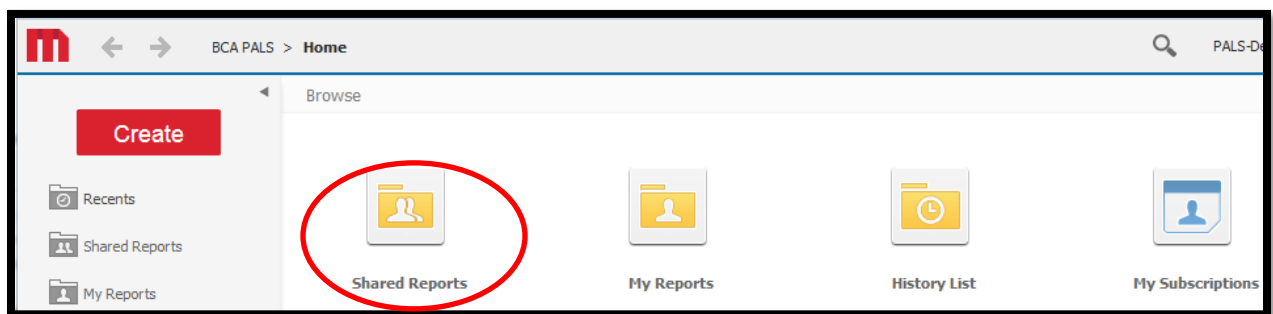 BCA PALS > Home
PALS-De
Browse
Create
Recents
Shared Reports
My Reports
Shared Reports
My Reports
History List
My Subscriptions